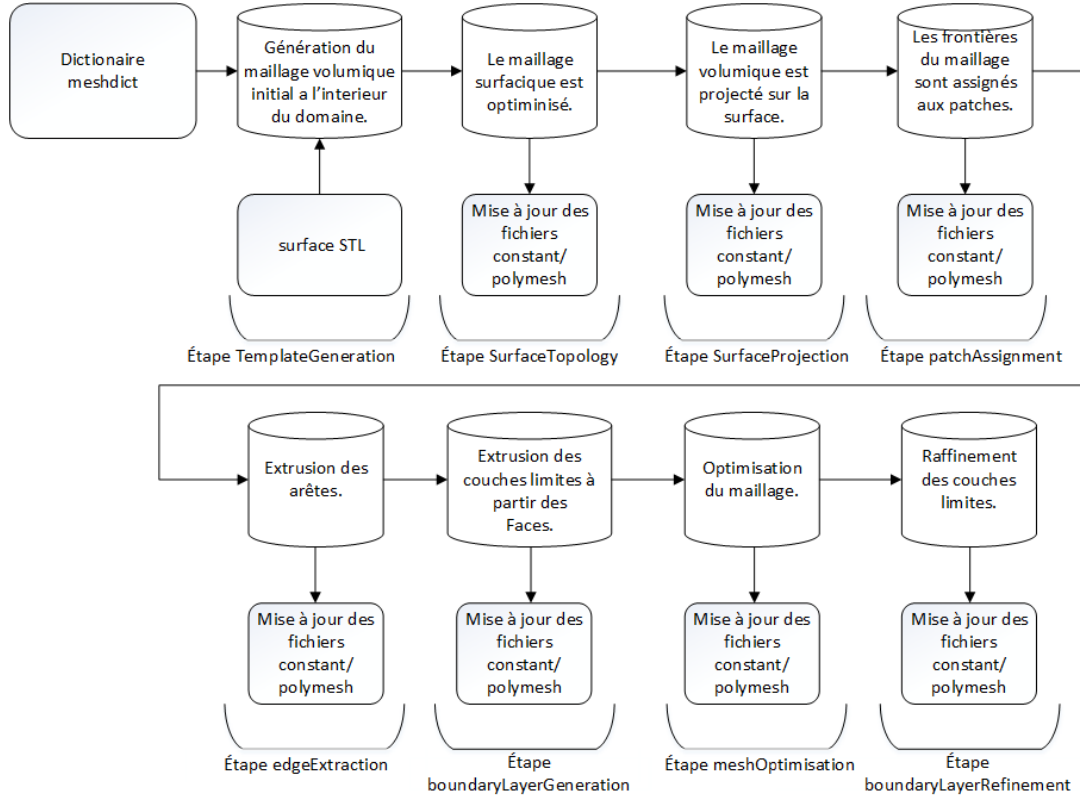 Dictionaire
meshdict
Génération du
maillage volumique
initial a l’interieur
du domaine.
Le maillage
surfacique est
optiminisé.
Le maillage
volumique est
projecté sur la
surface.
Les frontières
du maillage
sont assignés
aux patches.
surface STL
Mise à jour des
fichiers
constant/
polymesh
Mise à jour des
fichiers
constant/
polymesh
Mise à jour des
fichiers
constant/
polymesh
Étape TemplateGeneration
Étape SurfaceTopology
Étape SurfaceProjection
Étape patchAssignment
Extrusion des
arêtes.
Extrusion des
couches limites à
partir des
Faces.
Optimisation
du maillage.
Raffinement
des couches
limites.
Mise à jour des
fichiers
constant/
polymesh
Mise à jour des
fichiers
constant/
polymesh
Mise à jour des
fichiers
constant/
polymesh
Mise à jour des
fichiers
constant/
polymesh
Étape edgeExtraction
Étape
boundaryLayerGeneration
Étape meshOptimisation
Étape
boundaryLayerRefinement